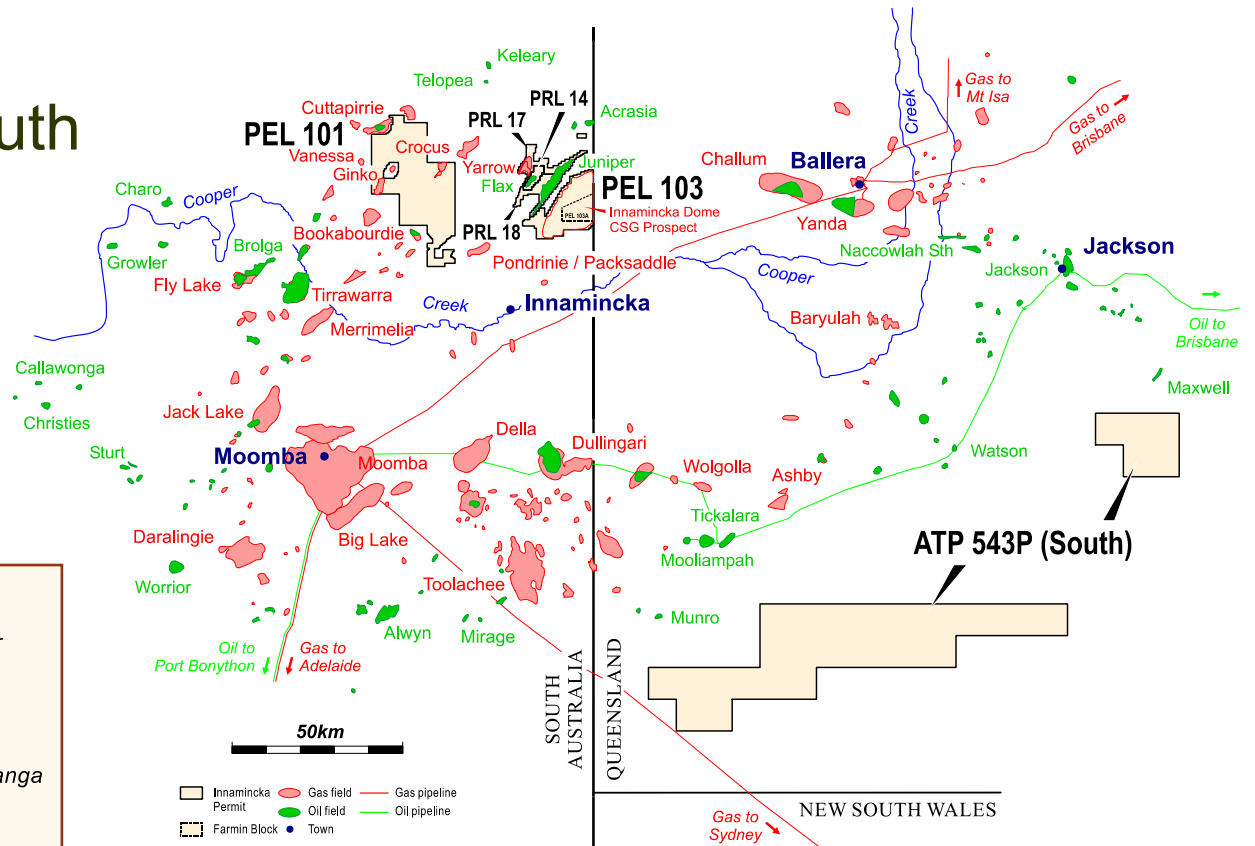 uth
Keleary
Telopea
Cuttapirrie
PEL 101
PRL 14
PRL 17
Acrasia
Vanessa
Ginko
Crocus
Yarrow
Flax
Juniper
PEL 103
PEL 103A
Innamincka Dome
CSG Prospect
PRL 18
Charo
Cooper
Brolga
Growler
Fly Lake
Bookabourdie
Tirrawarra
Merrimelia
Creek
Innamincka
Pondrinie / Packsaddle
Creek
Gas to
Mt Isa
Gas to
Brisbane
Challum
Ballera
Yanda
Naccowlah Sth
Cooper
Jackson
Jackson
Baryulah
Oil to
Brisbane
Callawonga
Christies
Jack Lake
Sturt
Moomba
Moomba
Della
Dullingari
Wolgolla
Ashby
Watson
Maxwell
Tickalara
Mooliampah
ATP 543P (South)
Daralingie
Big Lake
Worrior
Toolachee
Alwyn
Mirage
Munro
Oil to
Port Bonython
Gas to
Adelaide
SOUTH
AUSTRALIA
QUEENSLAND
NEW SOUTH WALES
Gas to
Sydney
50km
Innamincka
Permit
Gas field
Gas pipeline
Oil field
Oil pipeline
Farmin Block
Town
r
anga